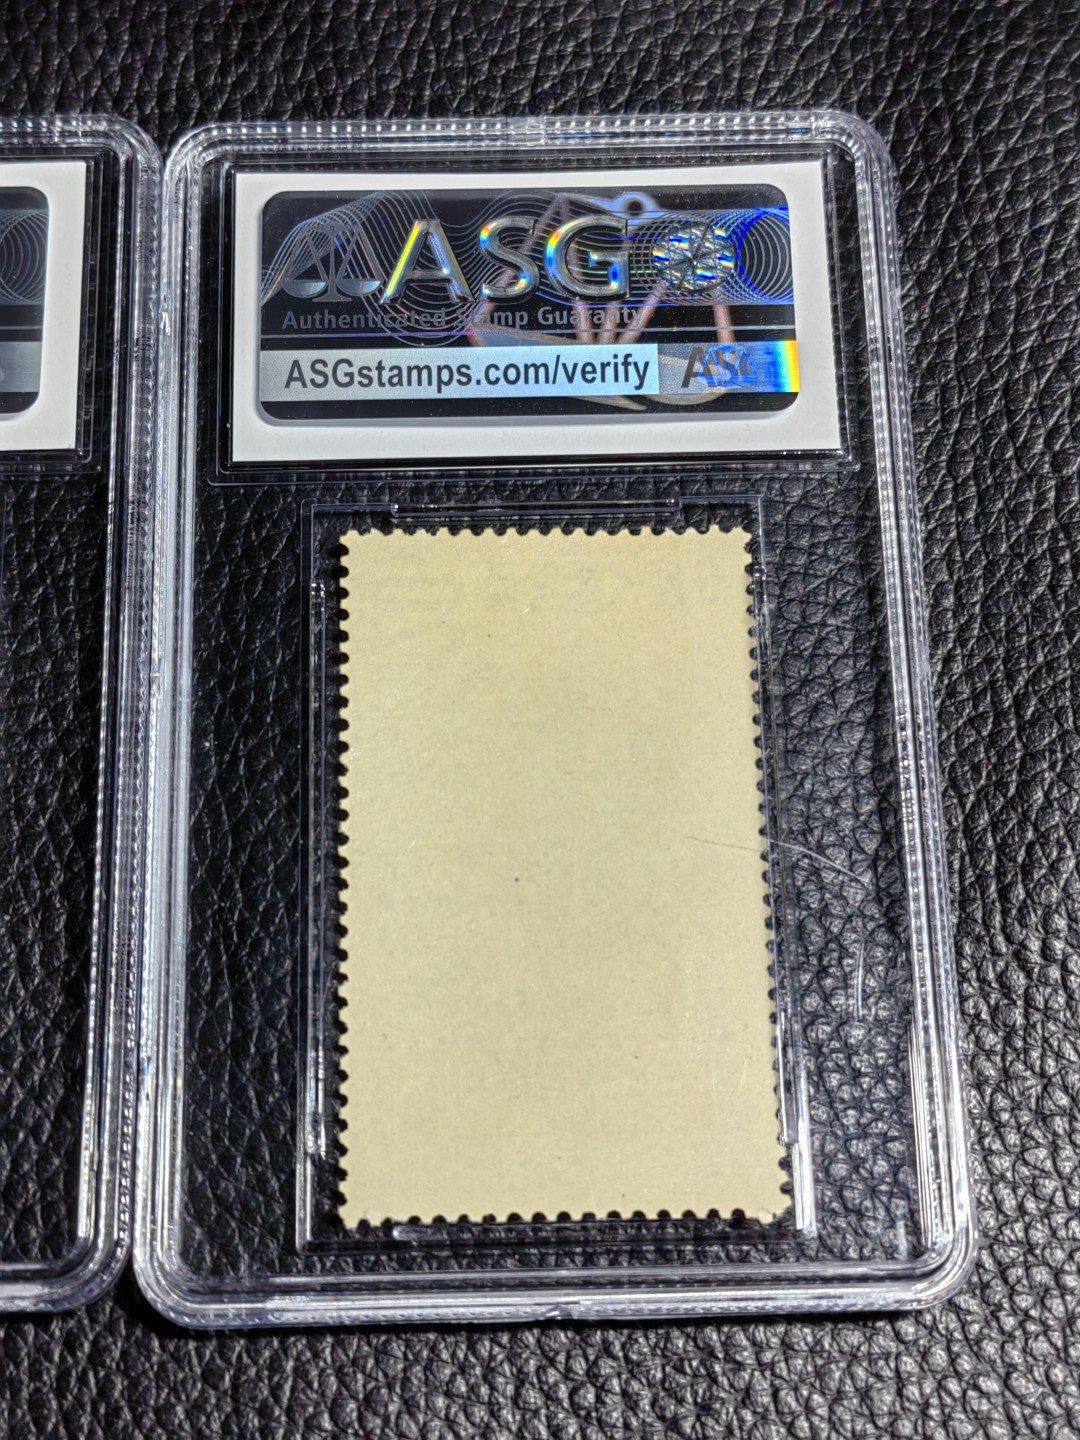 ASG
Authenticated Stamp Guaranty
ASGstamps.com/verify